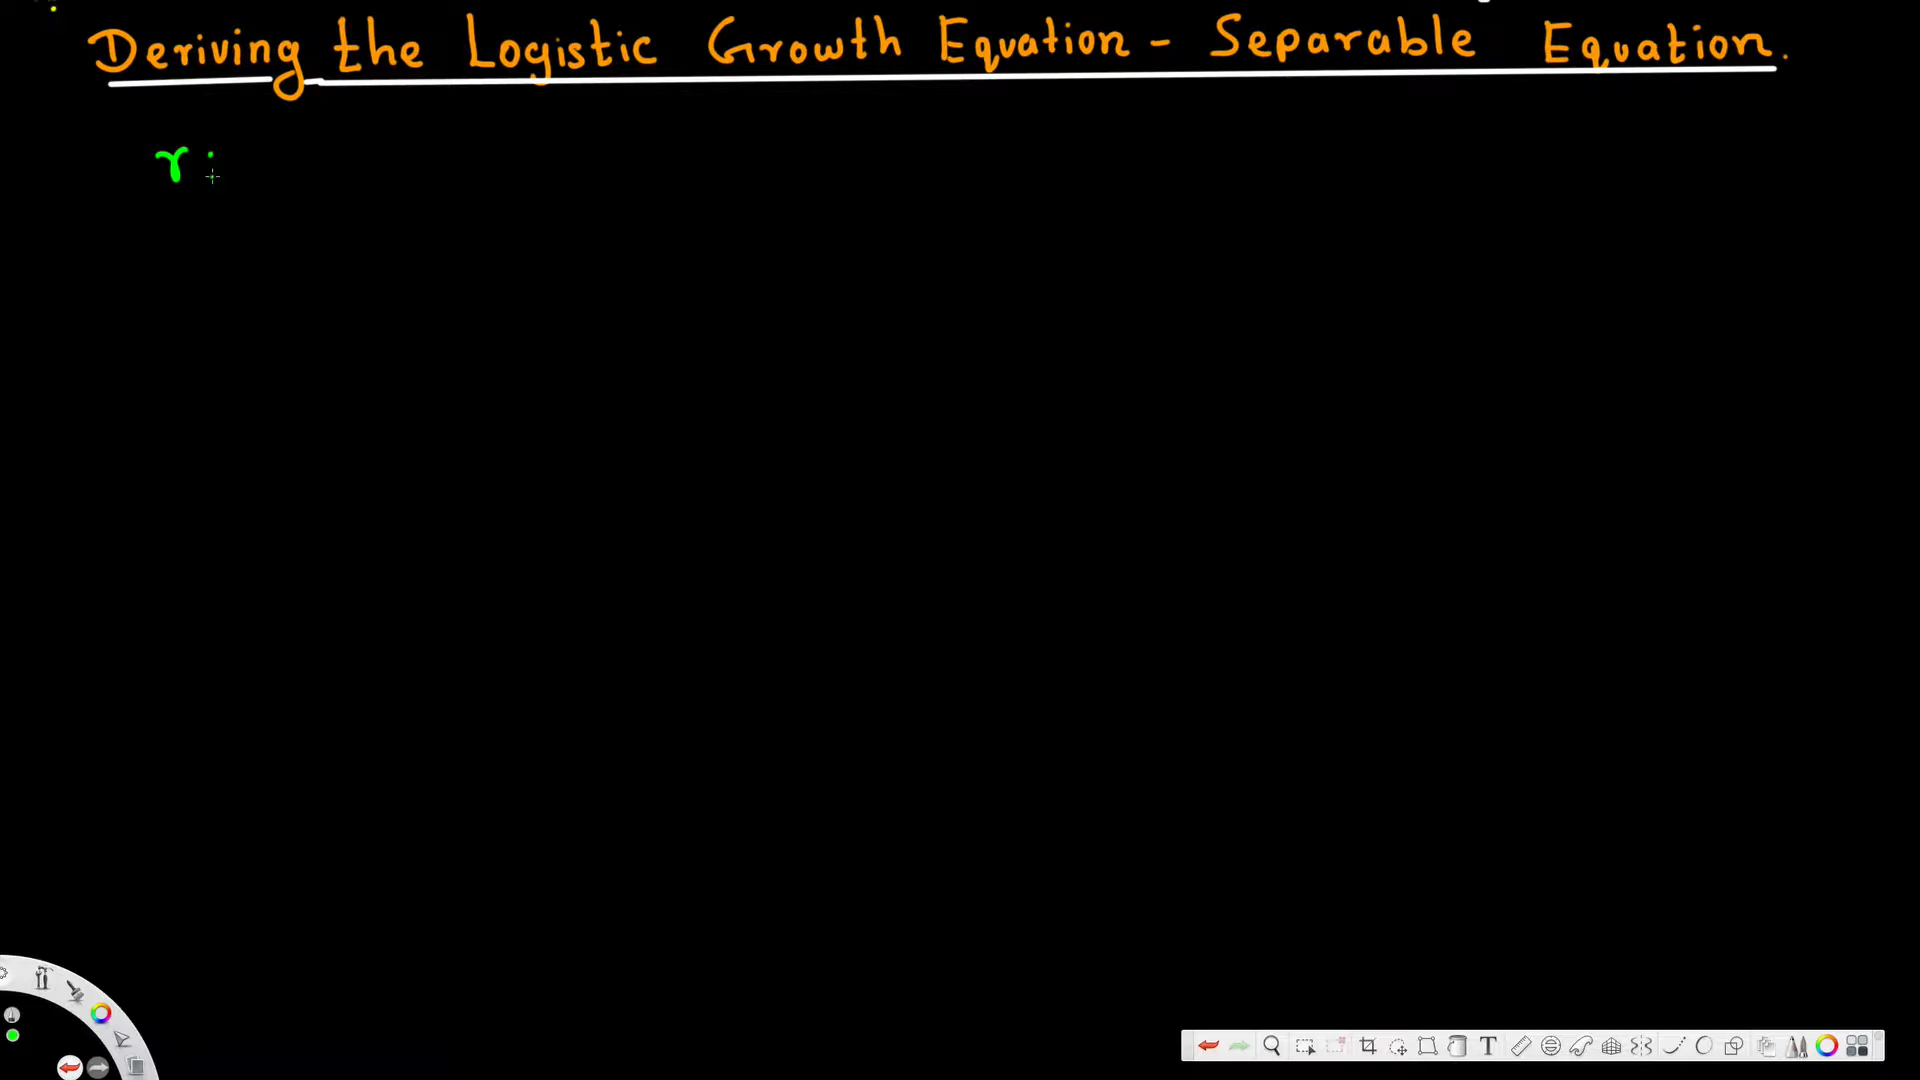 Deriving the Logistic Growth Equation - Separable Equation.
r :